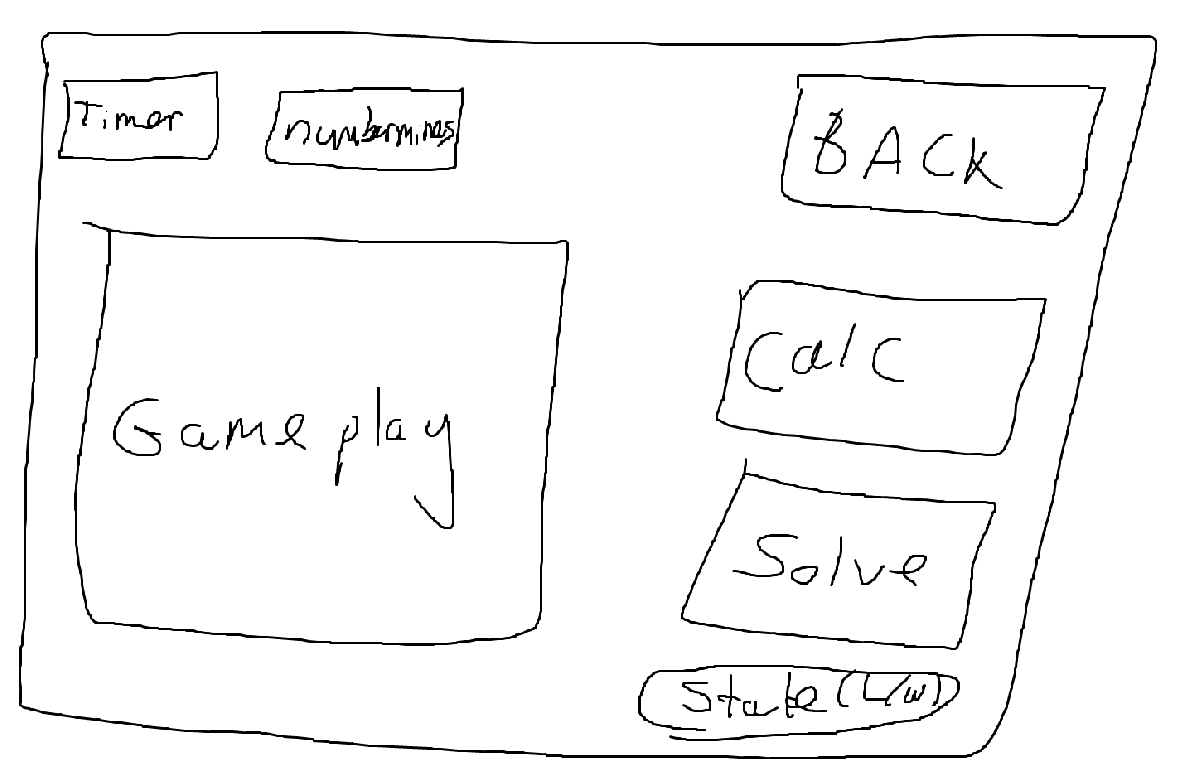 Timer
numbermines
BACK
Calc
Gameplay
Solve
State (L/W)